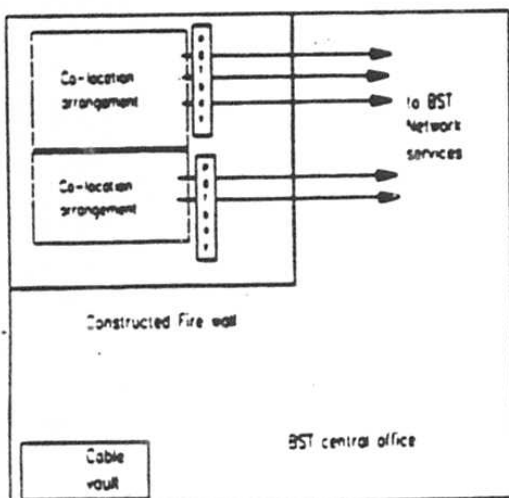 Co-location
arrangement
to BST
Network
services
Co-location
arrangement
Constructed Fire wall
BST central office
Cable
vault